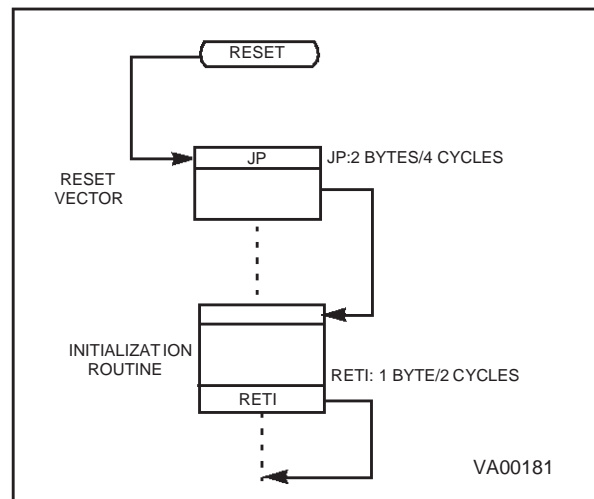 RESET
JP
JP:2 BYTES/4 CYCLES
RESET
VECTOR
INITIALIZATION
ROUTINE
RETI: 1 BYTE/2 CYCLES
RETI
VA00181